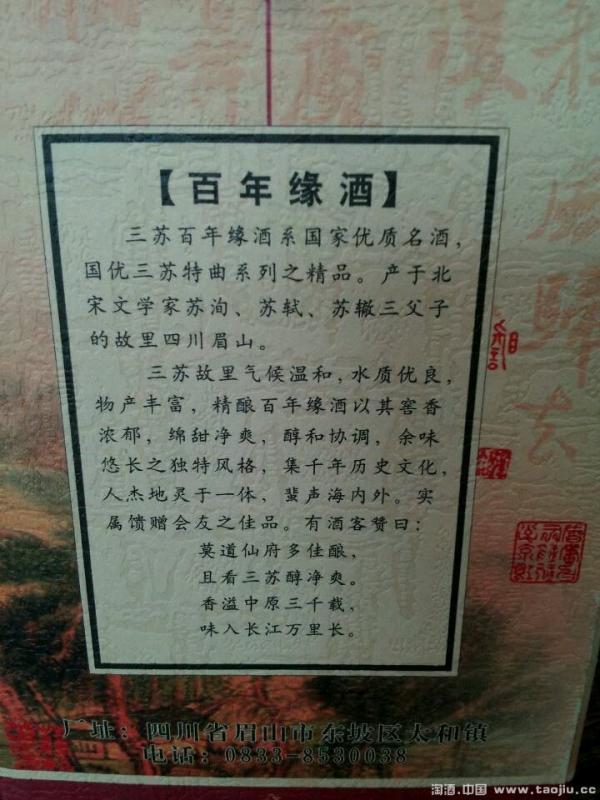 【百年缘酒】
三苏百年缘酒系国家优质名酒,
国优三苏特曲系列之精品。产于北
宋文学家苏洵、苏轼、苏辙三父子
的故里四川眉山。
三苏故里气候温和,水质优良,
物产丰富,精酿百年缘酒以其窖香
浓郁,绵甜净爽,醇和协调,余味
悠长之独特风格,集千年历史文化,
人杰地灵于一体,蜚声海内外。实
属馈赠会友之佳品。有酒客赞曰:
莫道仙府多佳酿,
且看三苏醇净爽。
香溢中原三千载,
味入长江万里长。
厂址:四川省眉山市东坡区太和镇
电话:0833-8530038
淘酒.中国 www.taojiu.cc